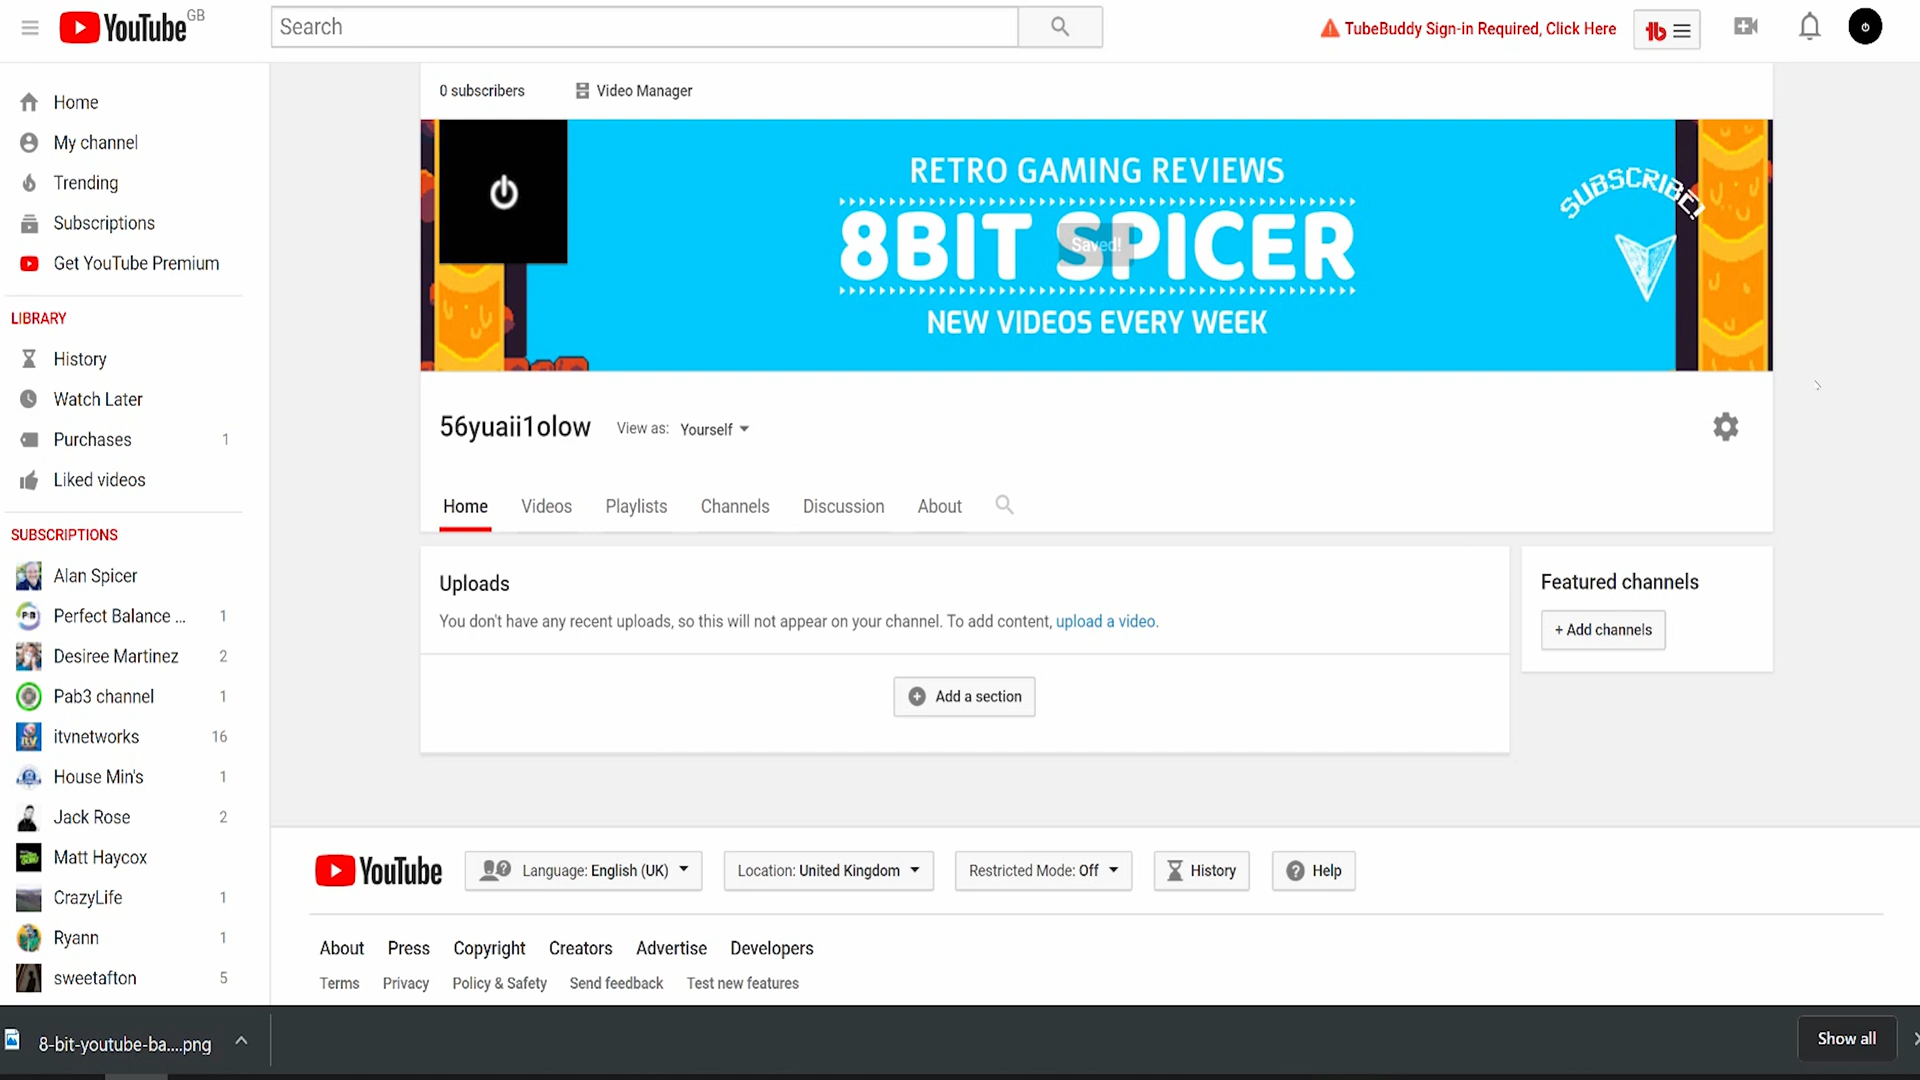 YouTube GB
Search
TubeBuddy Sign-in Required, Click Here
tb
Home
My channel
Trending
Subscriptions
Get YouTube Premium
LIBRARY
History
Watch Later
Purchases 1
Liked videos
SUBSCRIPTIONS
Alan Spicer
Perfect Balance ... 1
Desiree Martinez 2
Pab3 channel 1
itvnetworks 16
House Min's 1
Jack Rose 2
Matt Haycox
CrazyLife 1
Ryann 1
sweetafton 5
0 subscribers
Video Manager
RETRO GAMING REVIEWS
8BIT SPICER
Saved!
NEW VIDEOS EVERY WEEK
SUBSCRIBE!
56yuaii1olow
View as: Yourself
Home Videos Playlists Channels Discussion About
Uploads
You don't have any recent uploads, so this will not appear on your channel. To add content, upload a video.
Add a section
Featured channels
+ Add channels
YouTube
Language: English (UK)
Location: United Kingdom
Restricted Mode: Off
History
Help
About Press Copyright Creators Advertise Developers
Terms Privacy Policy & Safety Send feedback Test new features
8-bit-youtube-ba....png
Show all